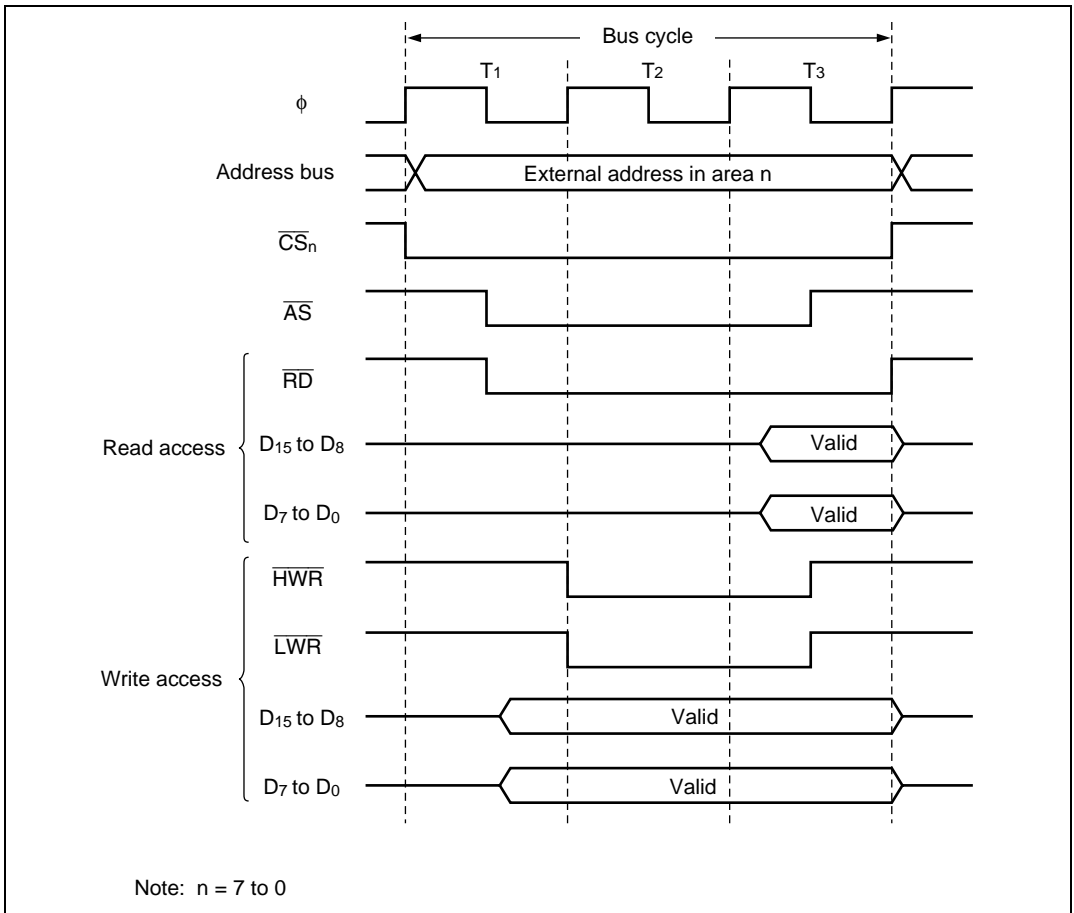 Bus cycle
T1 T2 T3
ϕ
Address bus External address in area n
CSn
AS
RD
Read access
D15 to D8 Valid
D7 to D0 Valid
HWR
LWR
Write access
D15 to D8 Valid
D7 to D0 Valid
Note: n = 7 to 0